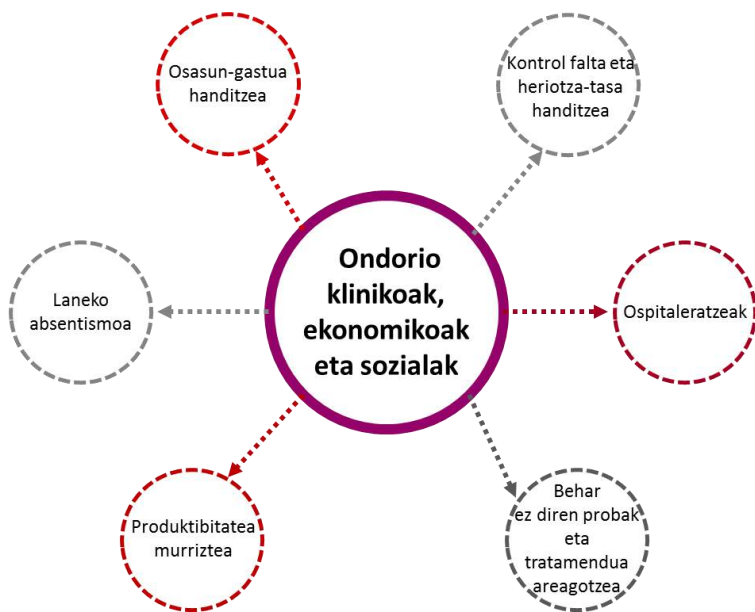 Osasun-gastua
handitzea
Kontrol falta eta
heriotza-tasa
handitzea
Ondorio
klinikoak,
ekonomikoak
eta sozialak
Laneko
absentismoa
Ospitaleratzeak
Produktibitatea
murriztea
Behar
ez diren probak
eta
tratamendua
areagotzea